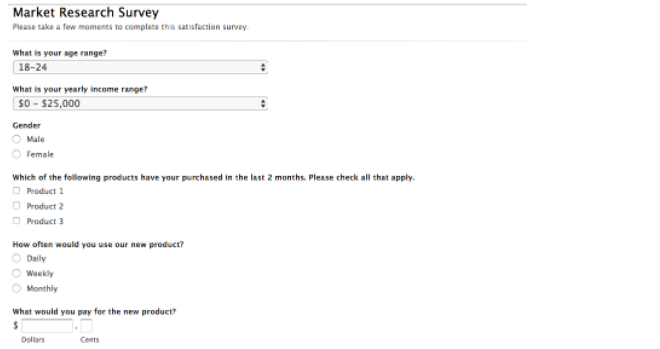 Market Research Survey
Please take a few moments to complete this satisfaction survey.
What is your age range?
18-24
What is your yearly income range?
$0 - $25,000
Gender
Male
Female
Which of the following products have your purchased in the last 2 months. Please check all that apply.
Product 1
Product 2
Product 3
How often would you use our new product?
Daily
Weekly
Monthly
What would you pay for the new product?
$ .
Dollars Cents